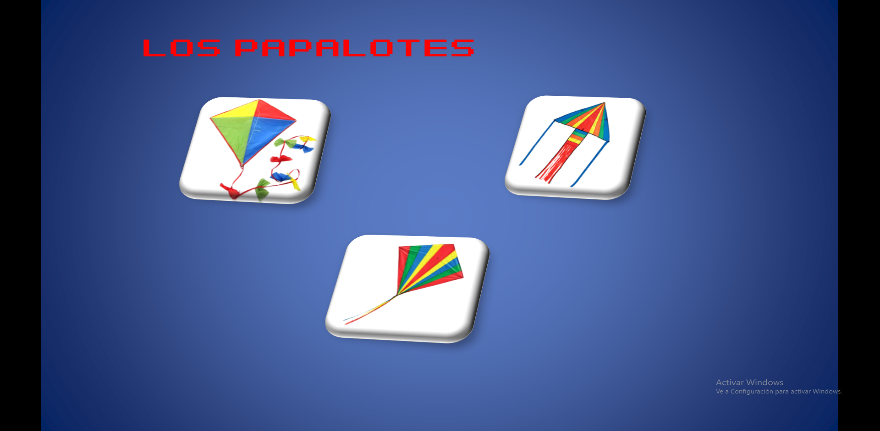 LOS PAPALOTES
Activar Windows
Ve a Configuración para activar Windows.